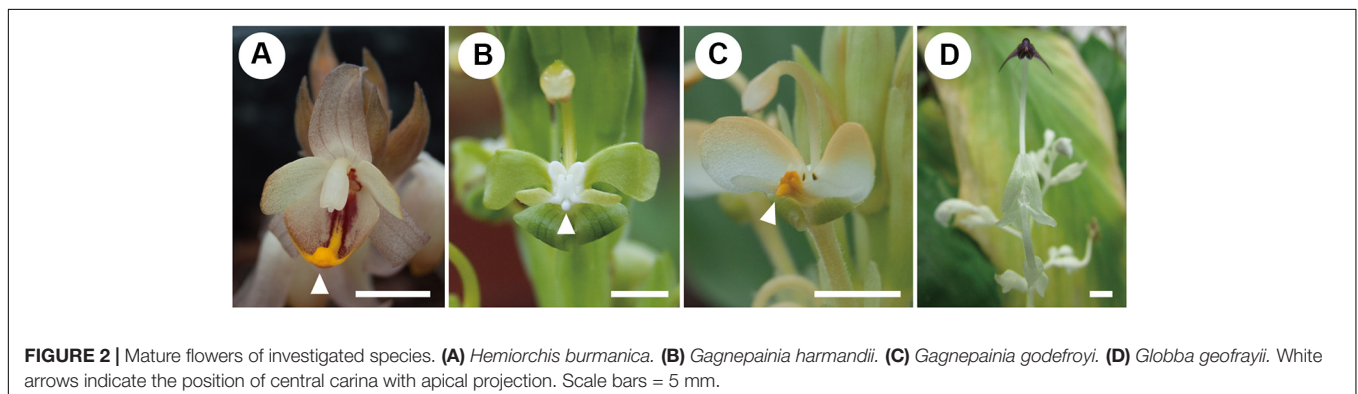 A
B
C
D
FIGURE 2 | Mature flowers of investigated species. (A) Hemiorchis burmanica. (B) Gagnepainia harmandii. (C) Gagnepainia godefroyi. (D) Globba geofrayii. White
arrows indicate the position of central carina with apical projection. Scale bars = 5 mm.